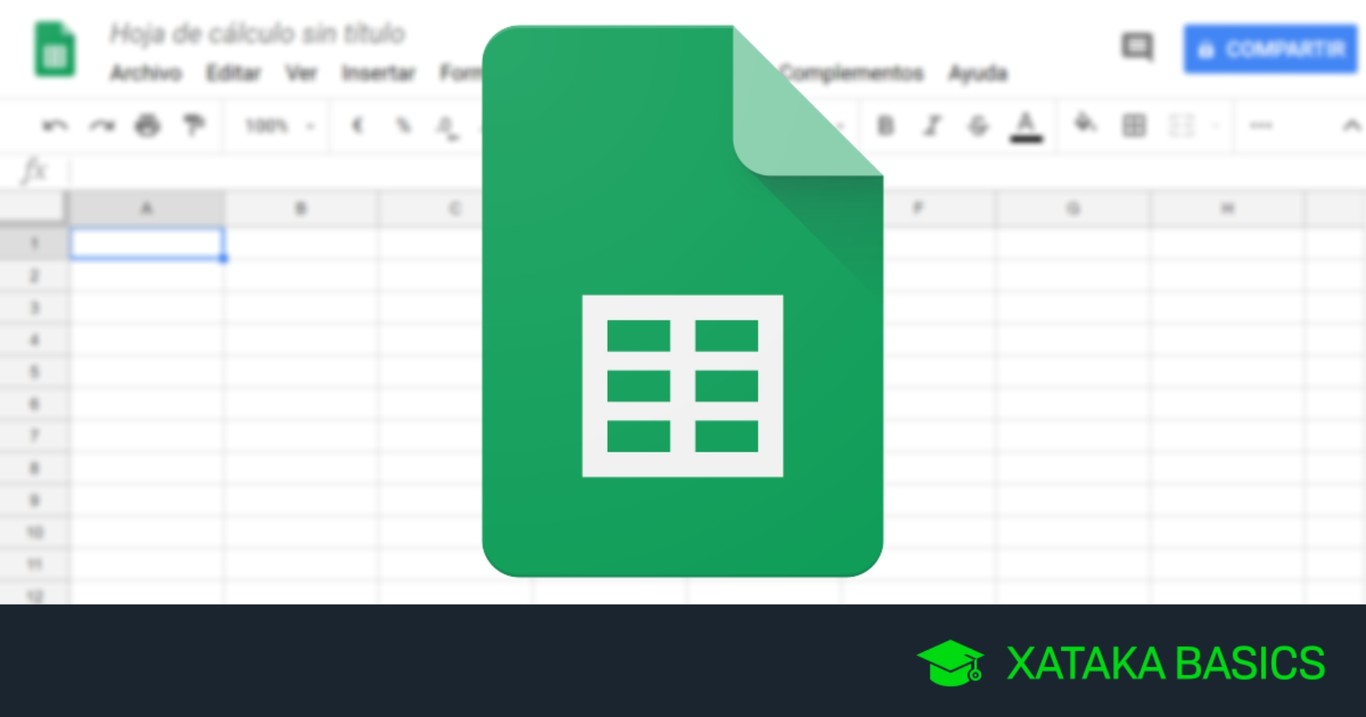 Hoja de cálculo sin título
COMPARTIR
Archivo Editar Ver Insertar Form Complementos Ayuda
100% € % .0 B I S A
fx
A B C F G H
1
2
3
4
5
6
7
8
9
10
11
12
XATAKA BASICS